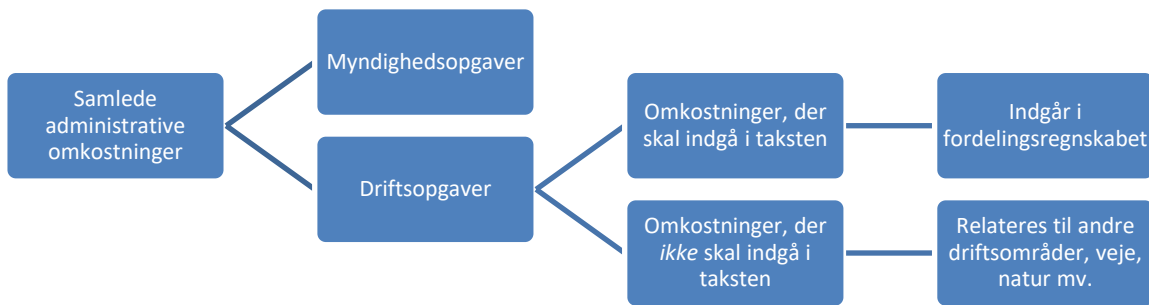 Samlede
administrative
omkostninger
Myndighedsopgaver
Driftsopgaver
Omkostninger, der
skal indgå i taksten
Indgår i
fordelingsregnskabet
Omkostninger, der
ikke skal indgå i
taksten
Relateres til andre
driftsområder, veje,
natur mv.